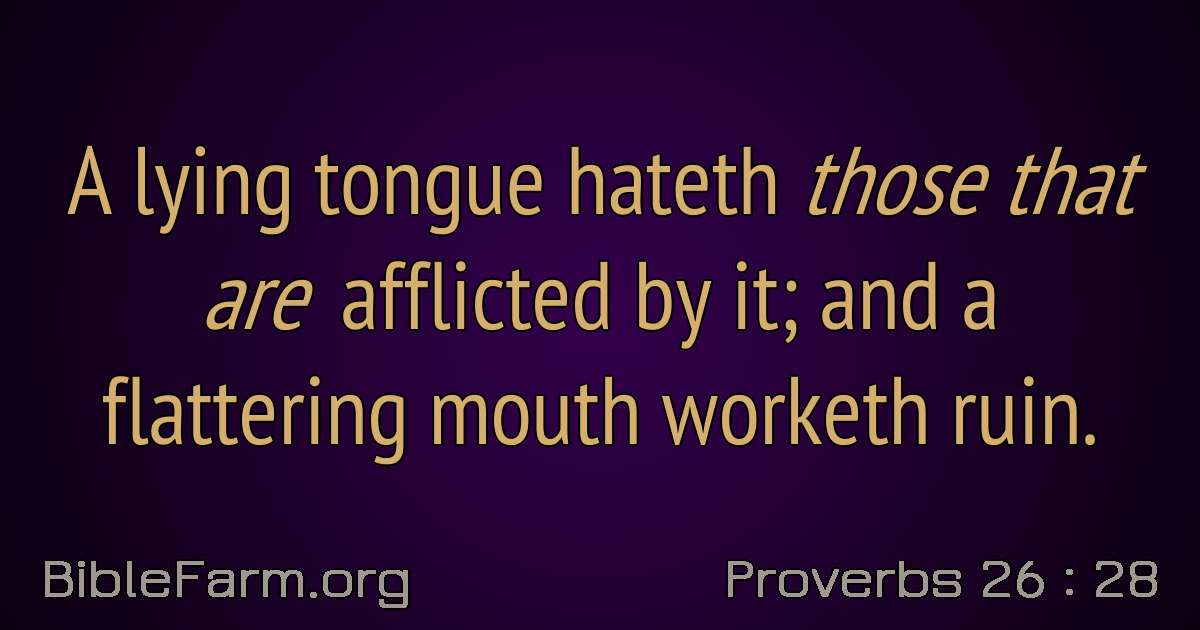 A lying tongue hateth those that
are afflicted by it; and a
flattering mouth worketh ruin.
BibleFarm.org
Proverbs 26 : 28